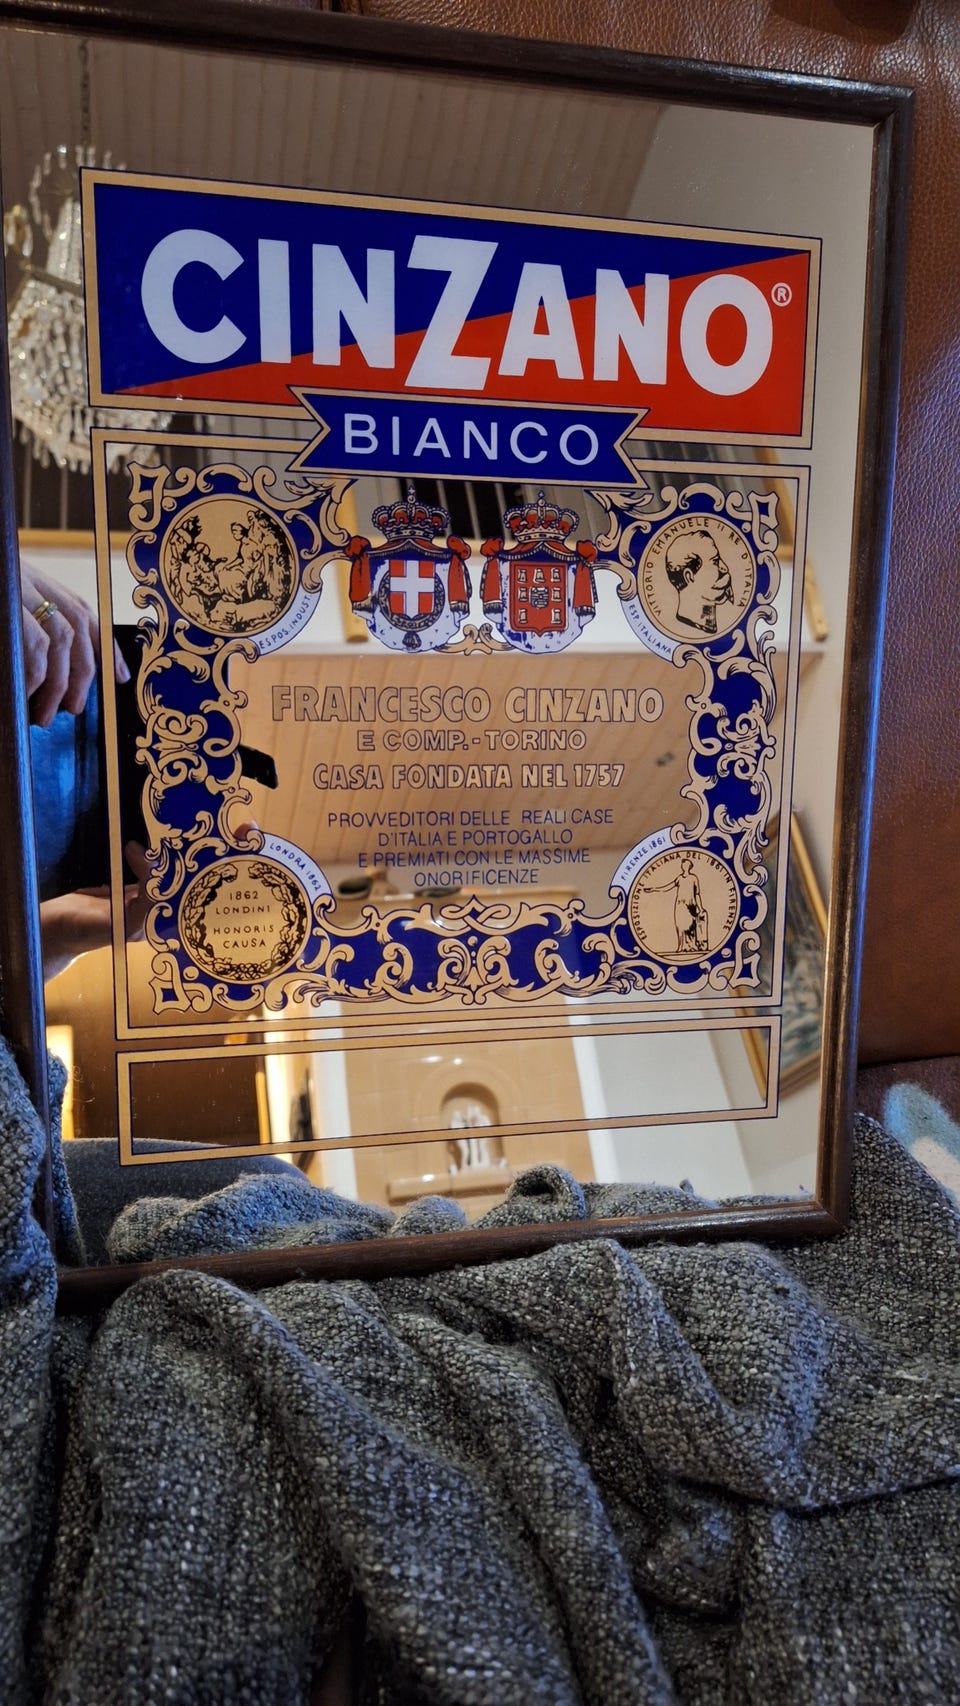 CINZANO®
BIANCO
ESPOS. INDUST.
VITTORIO EMANUELE II RE D'ITALIA
ESP. ITALIANA
FRANCESCO CINZANO
E COMP. - TORINO
CASA FONDATA NEL 1757
PROVVEDITORI DELLE REALI CASE
D'ITALIA E PORTOGALLO
E PREMIATI CON LE MASSIME
ONORIFICENZE
LONDRA 1862
1862
LONDINI
HONORIS
CAUSA
FIRENZE 1861
ESPOSIZIONE ITALIANA DEL 1861 IN FIRENZE